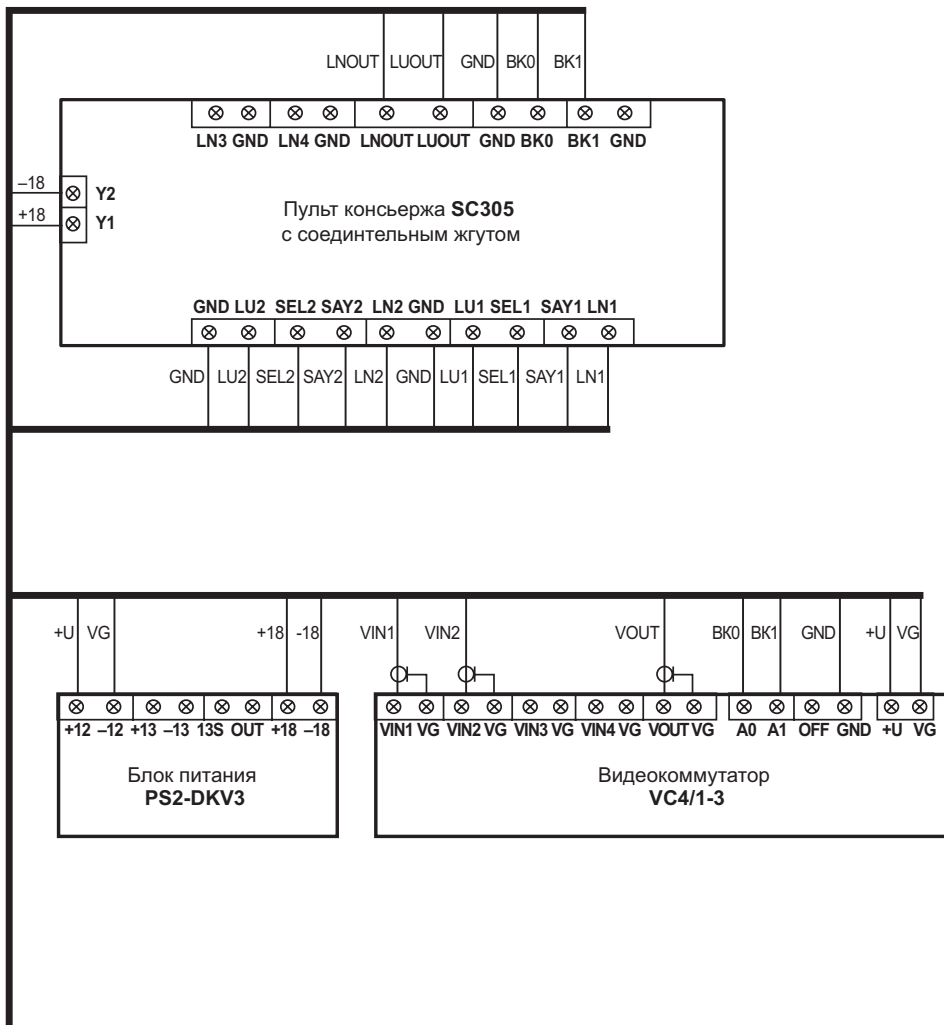 LNOUT LUOUT GND BK0 BK1
LN3 GND LN4 GND LNOUT LUOUT GND BK0 BK1 GND
–18 Y2
+18 Y1
Пульт консьержа SC305
с соединтельным жгутом
GND LU2 SEL2 SAY2 LN2 GND LU1 SEL1 SAY1 LN1
GND LU2 SEL2 SAY2 LN2 GND LU1 SEL1 SAY1 LN1
+U VG +18 -18 VIN1 VIN2 VOUT BK0 BK1 GND +U VG
+12 –12 +13 –13 13S OUT +18 –18 VIN1 VG VIN2 VG VIN3 VG VIN4 VG VOUT VG A0 A1 OFF GND +U VG
Блок питания
PS2-DKV3
Видеокоммутатор
VC4/1-3